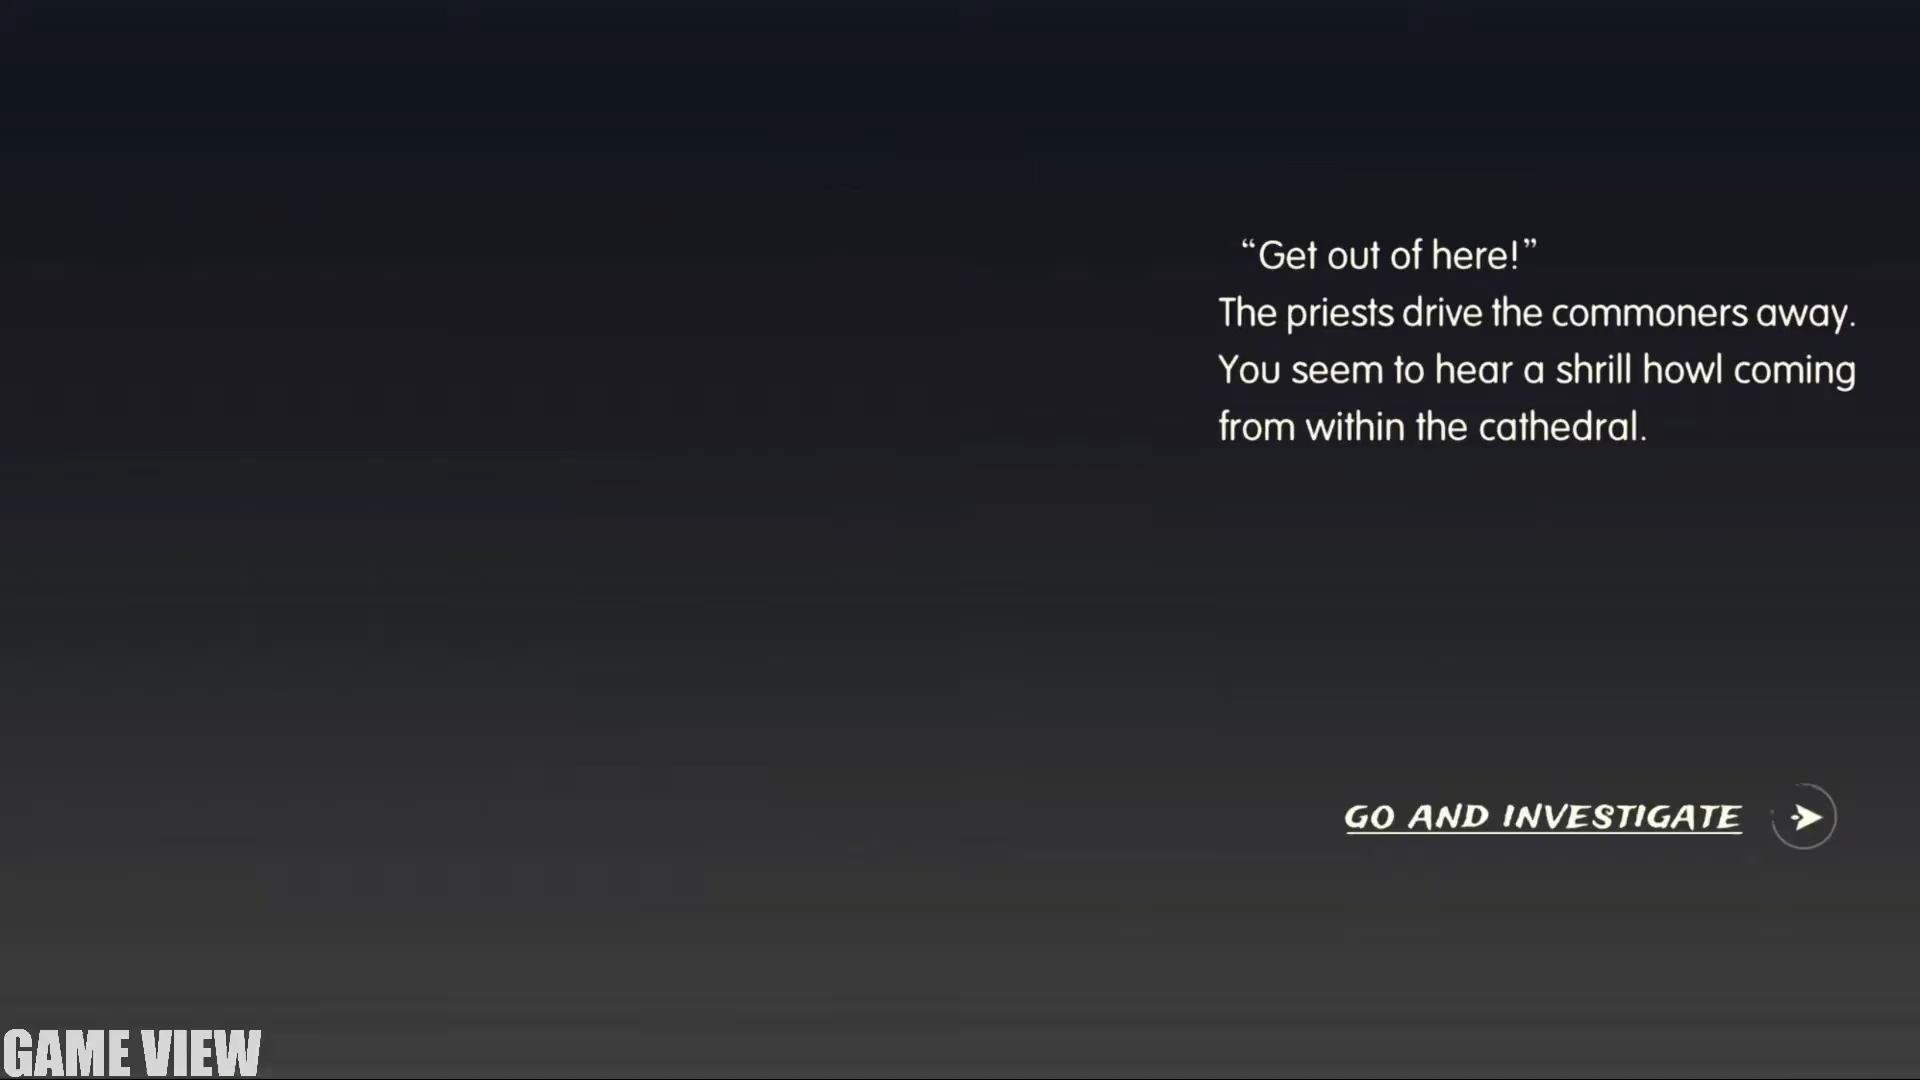 “Get out of here!”
The priests drive the commoners away.
You seem to hear a shrill howl coming
from within the cathedral.
GO AND INVESTIGATE
GAME VIEW